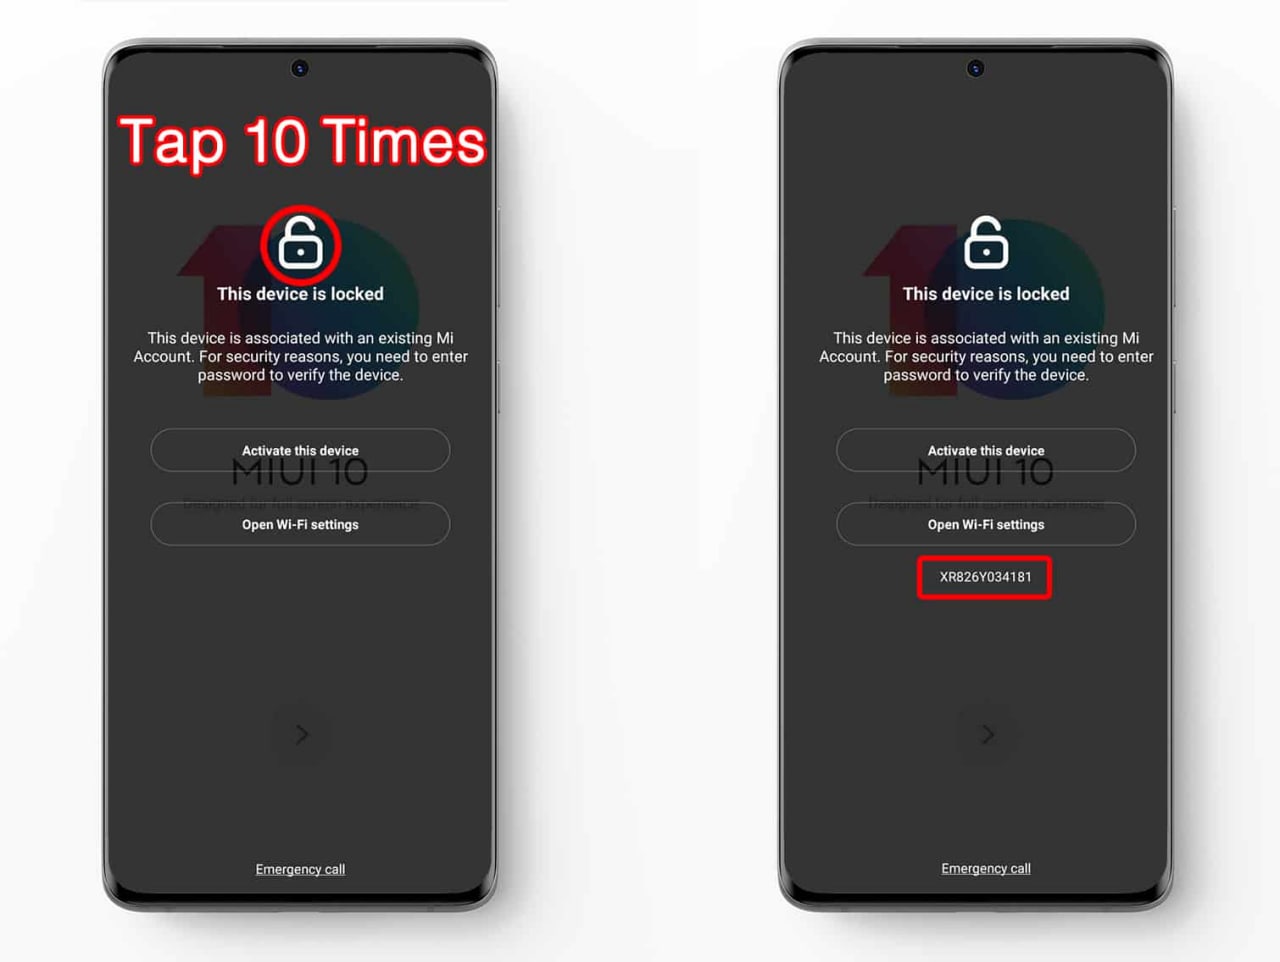 Tap 10 Times
This device is locked
This device is associated with an existing Mi
Account. For security reasons, you need to enter
password to verify the device.
Activate this device
MIUI 10
Designed for full screen experience
Open Wi-Fi settings
Emergency call
This device is locked
This device is associated with an existing Mi
Account. For security reasons, you need to enter
password to verify the device.
Activate this device
MIUI 10
Designed for full screen experience
Open Wi-Fi settings
XR826Y034181
Emergency call